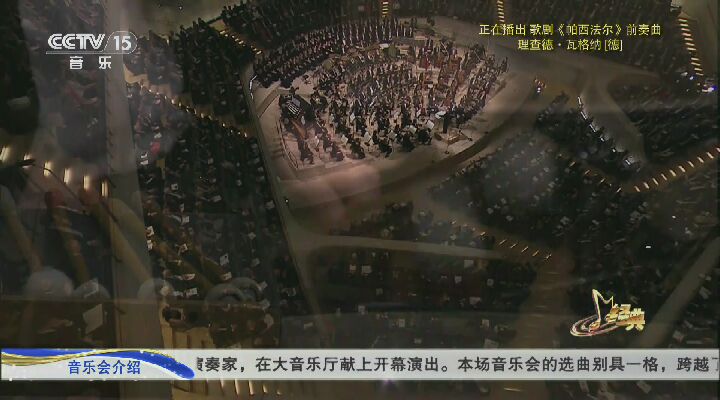 CCTV 15
音乐
正在播出 歌剧《帕西法尔》前奏曲
理查德·瓦格纳 [德]
经典
音乐会介绍
演奏家，在大音乐厅献上开幕演出。本场音乐会的选曲别具一格，跨越了